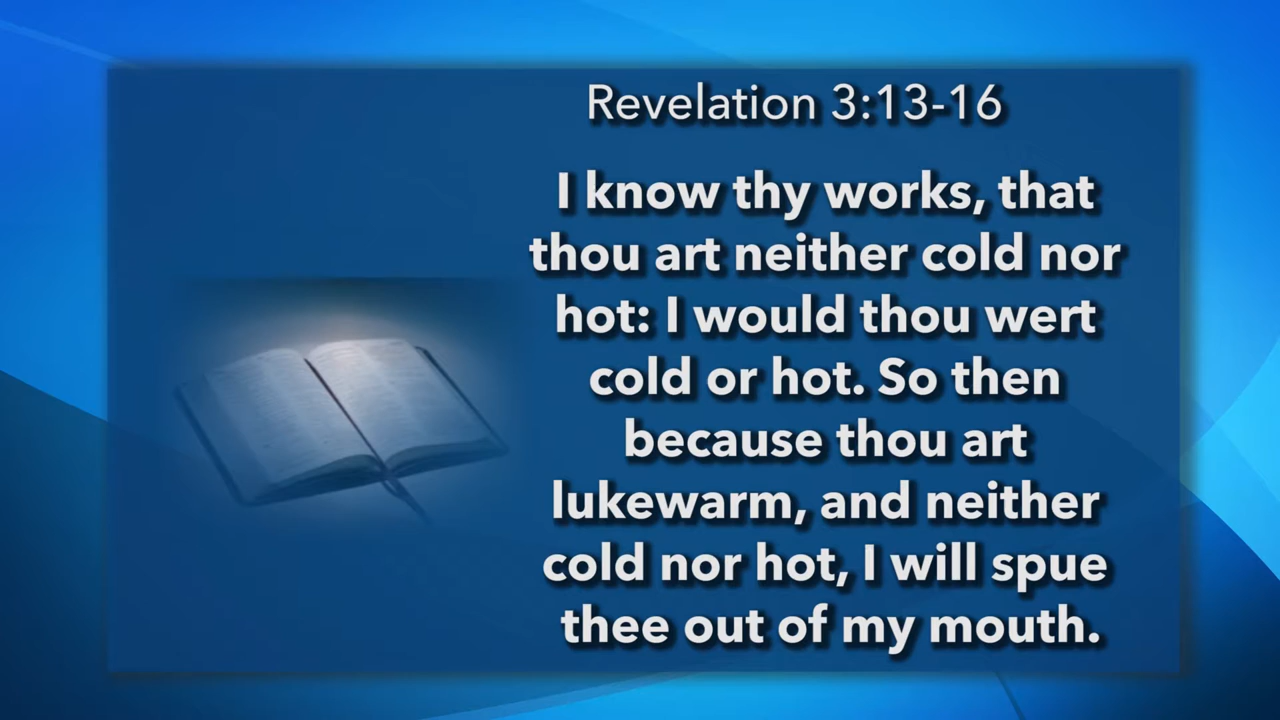 Revelation 3:13-16
I know thy works, that
thou art neither cold nor
hot: I would thou wert
cold or hot. So then
because thou art
lukewarm, and neither
cold nor hot, I will spue
thee out of my mouth.